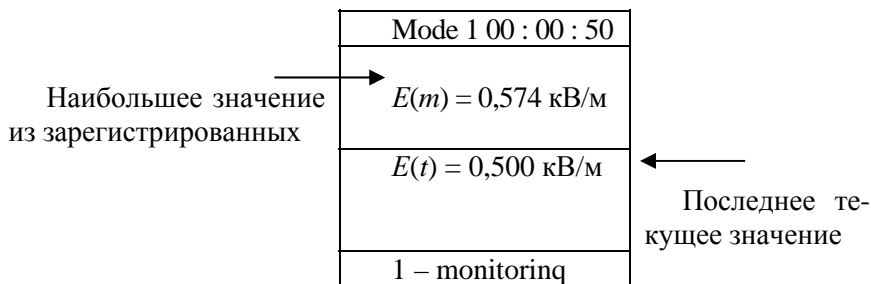 Mode 1 00 : 00 : 50
Наибольшее значение
из зарегистрированных
E(m) = 0,574 кВ/м
E(t) = 0,500 кВ/м
Последнее те-
кущее значение
1 – monitorinq